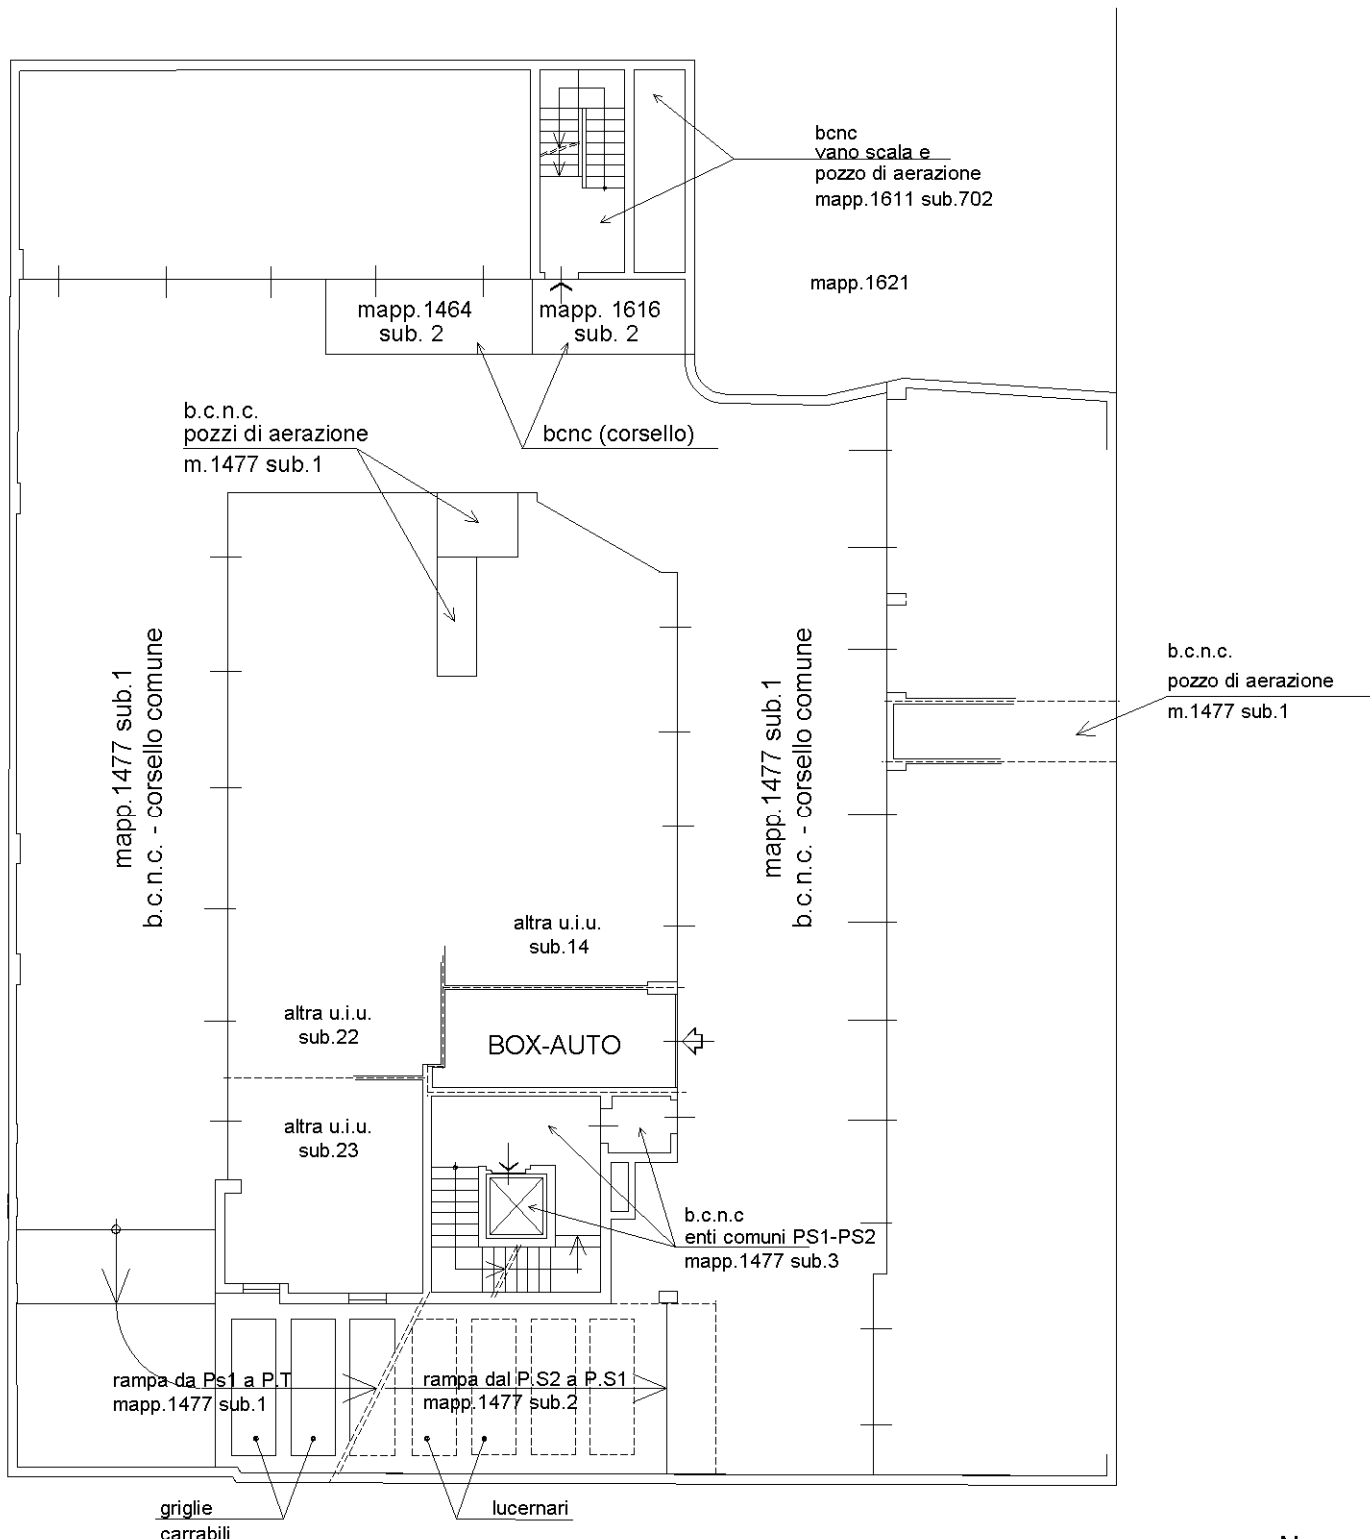 bcnc
vano scala e
pozzo di aerazione
mapp.1611 sub.702
mapp.1621
mapp.1464
sub. 2
mapp. 1616
sub. 2
b.c.n.c.
pozzi di aerazione
m.1477 sub.1
bcnc (corsello)
mapp.1477 sub.1
b.c.n.c. - corsello comune
mapp.1477 sub.1
b.c.n.c. - corsello comune
b.c.n.c.
pozzo di aerazione
m.1477 sub.1
altra u.i.u.
sub.14
altra u.i.u.
sub.22
BOX-AUTO
altra u.i.u.
sub.23
b.c.n.c
enti comuni PS1-PS2
mapp.1477 sub.3
rampa da Ps1 a P.T
mapp.1477 sub.1
rampa dal P.S2 a P.S1
mapp.1477 sub.2
griglie
carrabili
lucernari